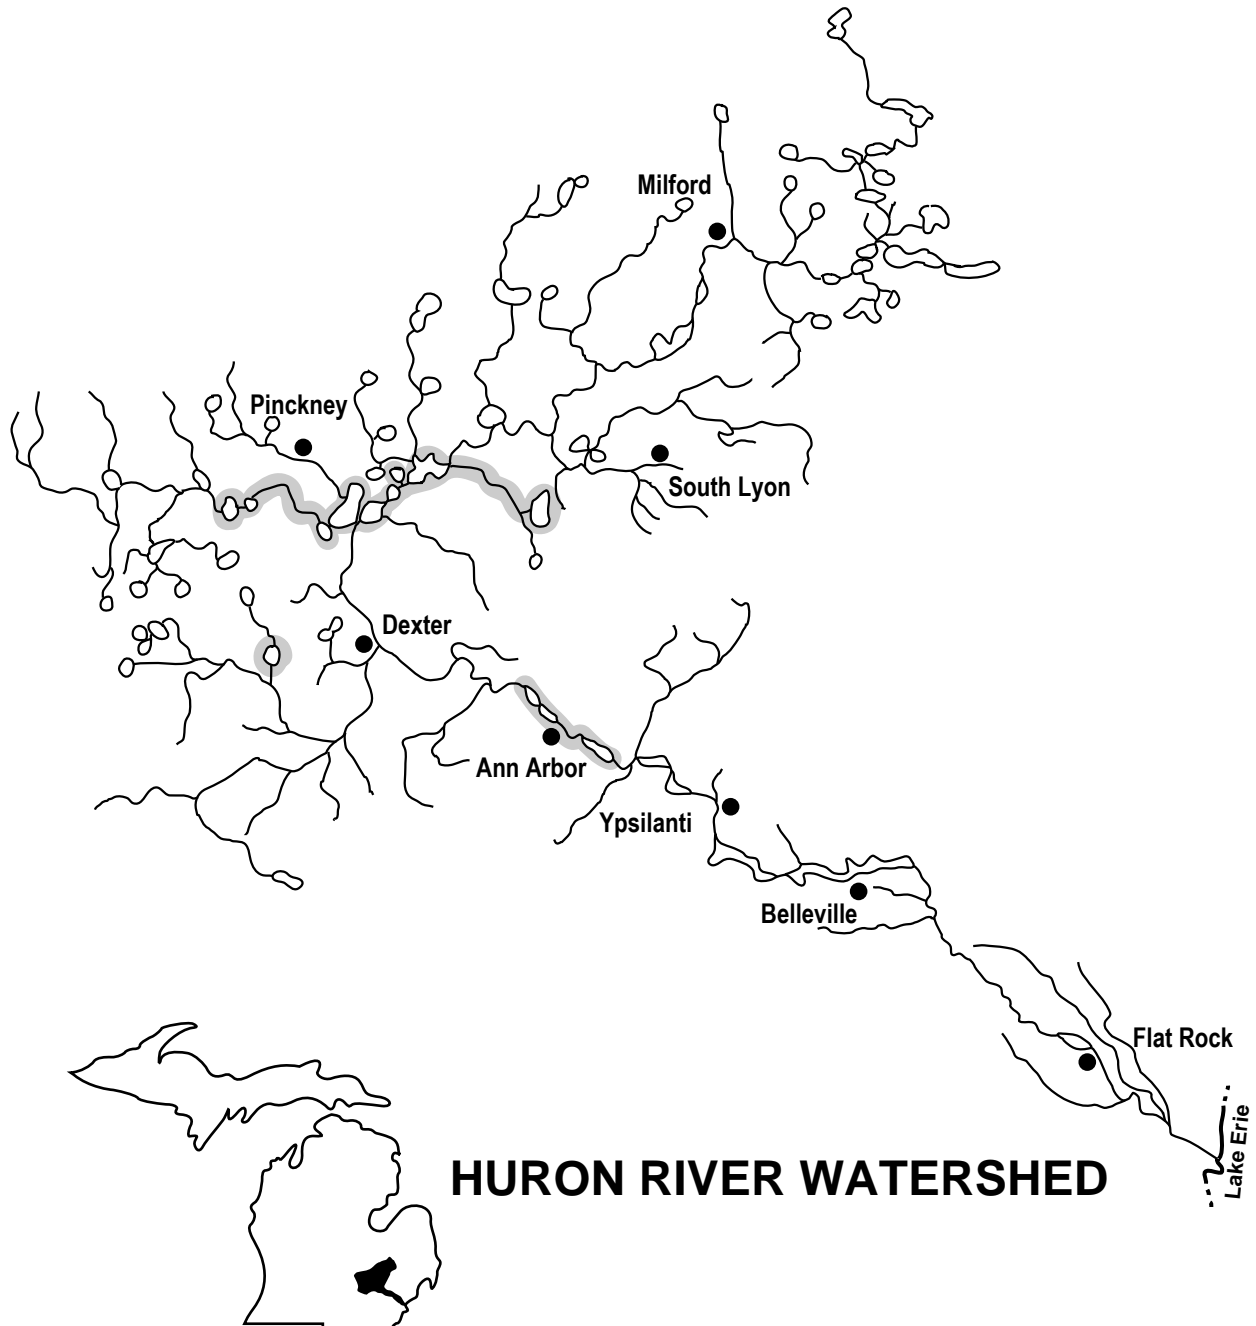 Milford
Pinckney
South Lyon
Dexter
Ann Arbor
Ypsilanti
Belleville
Flat Rock
Lake Erie
HURON RIVER WATERSHED